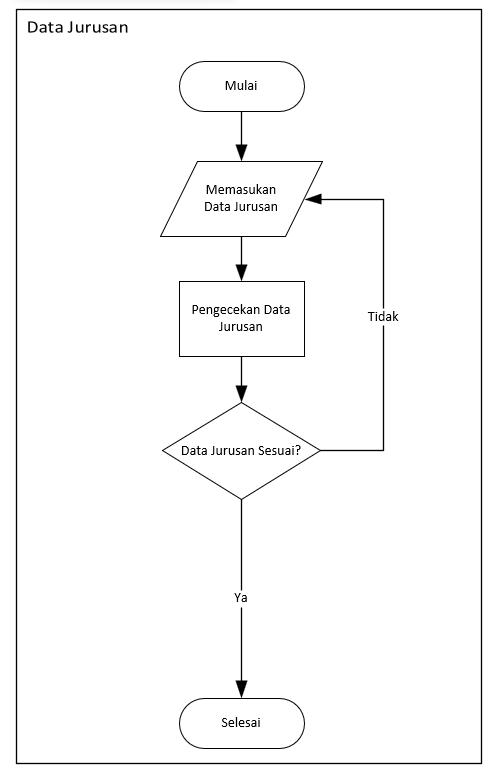 Data Jurusan
Mulai
Memasukan
Data Jurusan
Pengecekan Data
Jurusan
Tidak
Data Jurusan Sesuai?
Ya
Selesai